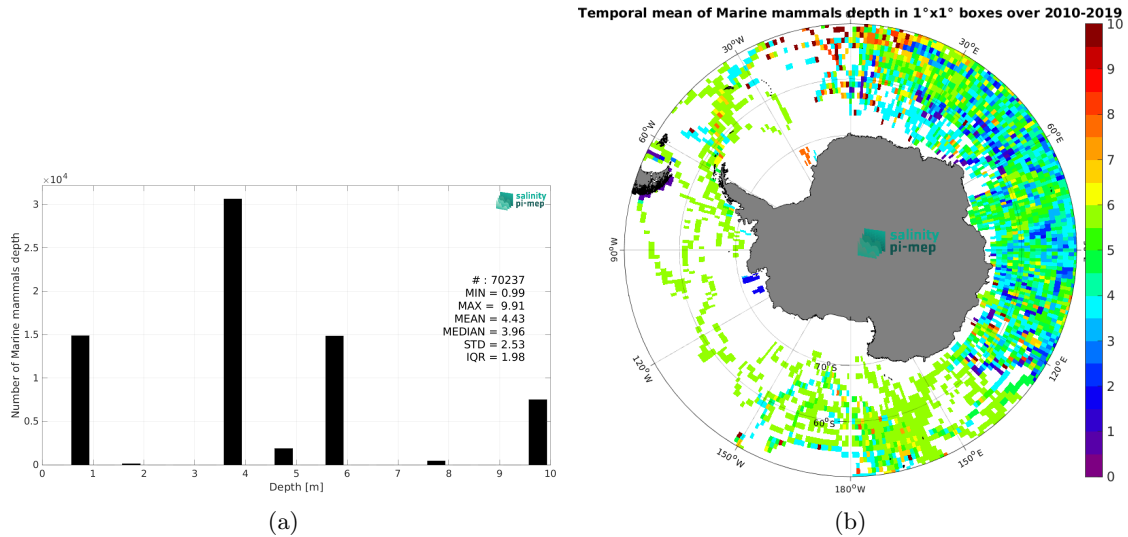 ×10⁴
3
2.5
2
1.5
1
0.5
0
0 1 2 3 4 5 6 7 8 9 10
Number of Marine mammals depth
Depth [m]
salinity
pi-mep
# : 70237
MIN = 0.99
MAX = 9.91
MEAN = 4.43
MEDIAN = 3.96
STD = 2.53
IQR = 1.98
(a)
Temporal mean of Marine mammals depth in 1°x1° boxes over 2010-2019
30°W
30°E
60°W
60°E
90°W
120°W
120°E
150°W
150°E
180°W
70°S
60°S
salinity
pi-mep
10
9
8
7
6
5
4
3
2
1
0
(b)